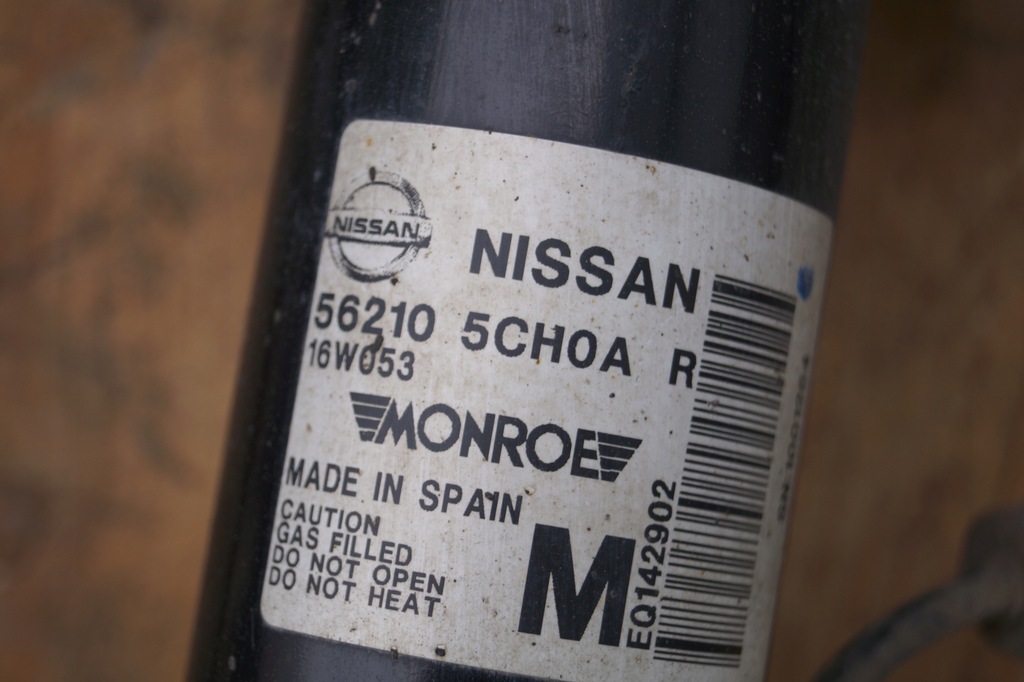 NISSAN
NISSAN
56210 5CH0A R
16W053
MONROE
MADE IN SPAIN
CAUTION
GAS FILLED
DO NOT OPEN
DO NOT HEAT
M
EQ142902